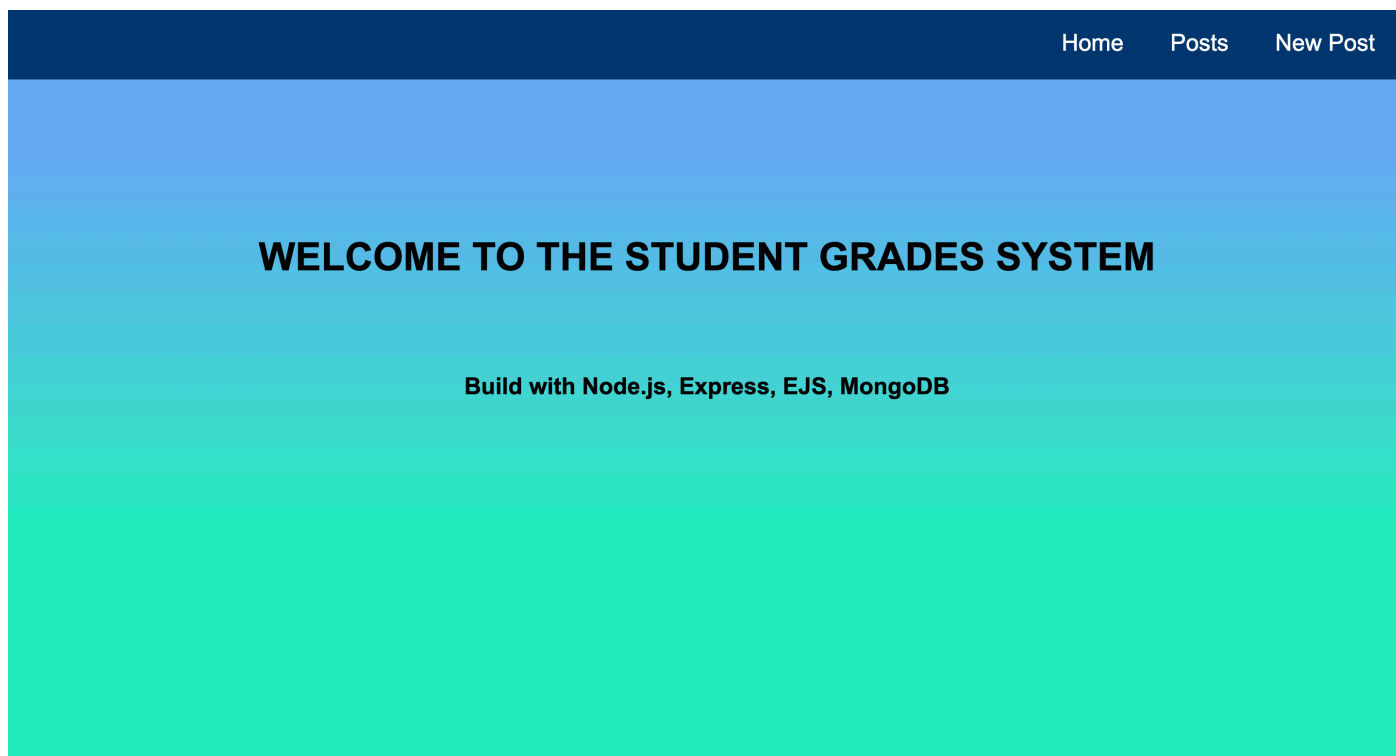 Home Posts New Post
WELCOME TO THE STUDENT GRADES SYSTEM
Build with Node.js, Express, EJS, MongoDB